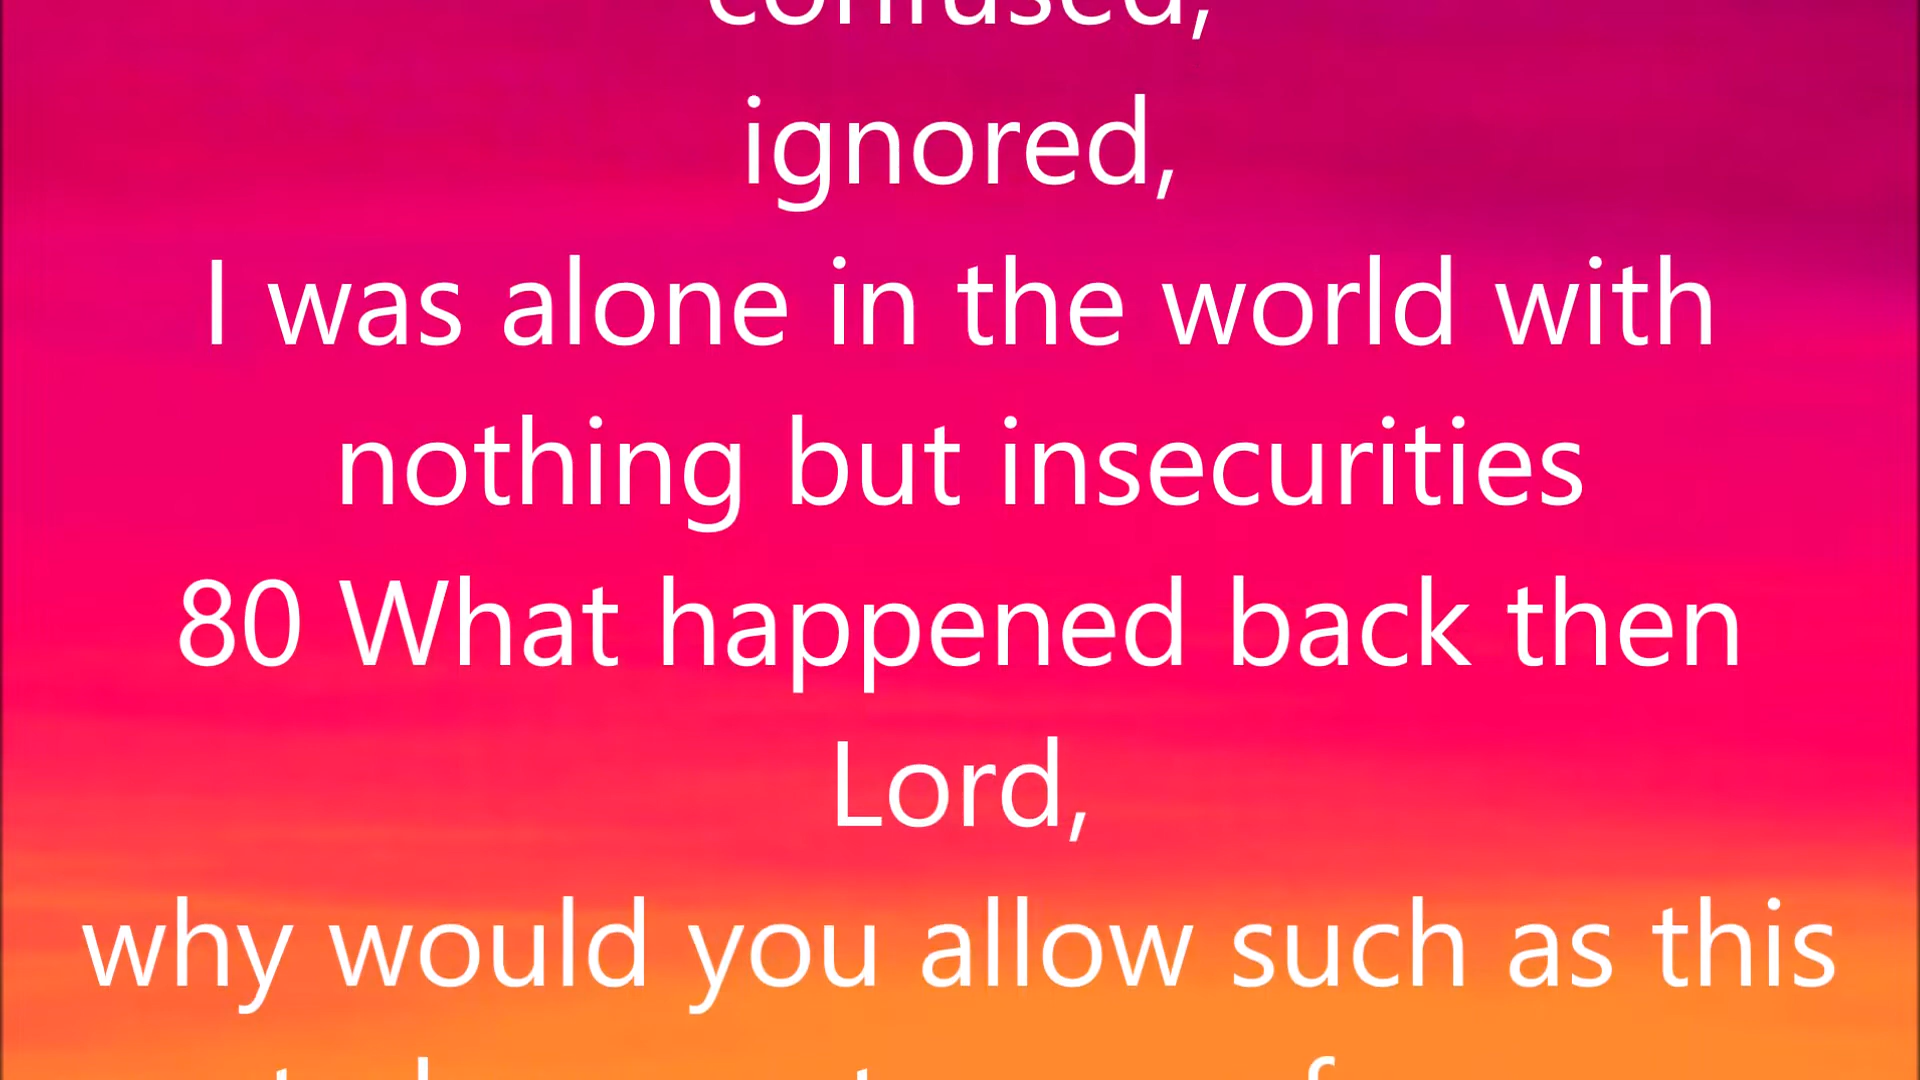 confused,
ignored,
I was alone in the world with
nothing but insecurities
80 What happened back then
Lord,
why would you allow such as this